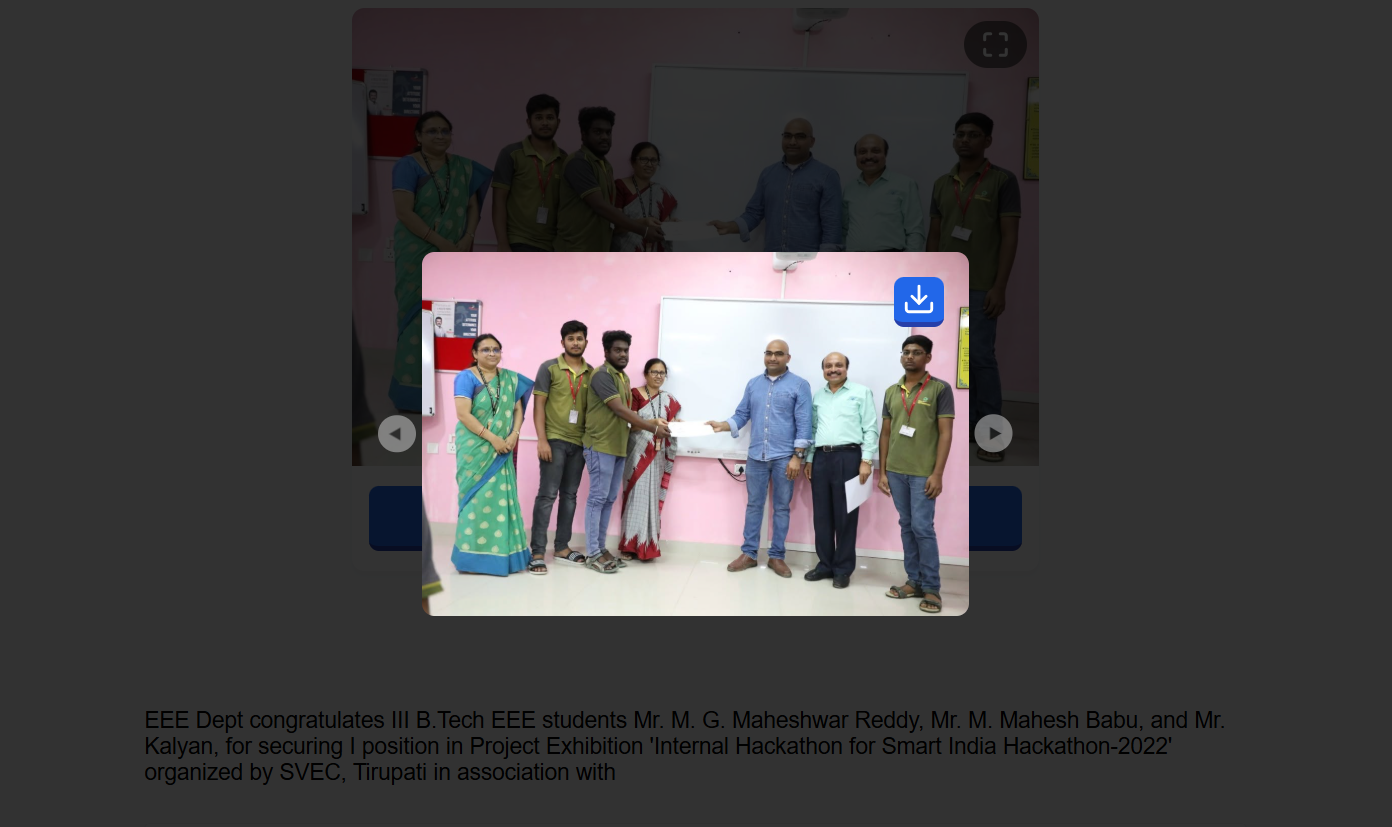 EEE Dept congratulates III B.Tech EEE students Mr. M. G. Maheshwar Reddy, Mr. M. Mahesh Babu, and Mr.
Kalyan, for securing I position in Project Exhibition 'Internal Hackathon for Smart India Hackathon-2022'
organized by SVEC, Tirupati in association with